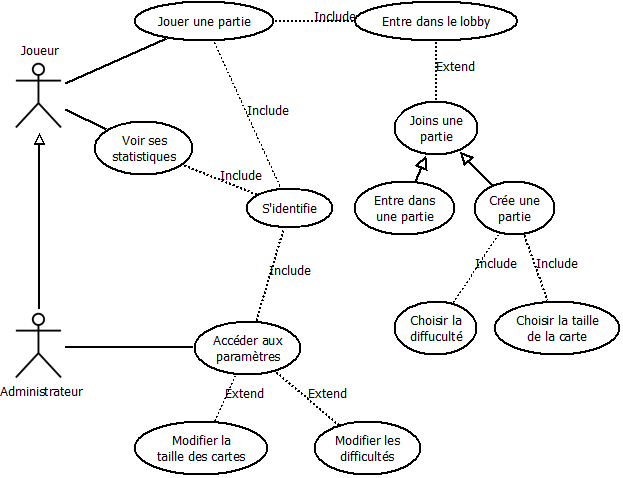 Jouer une partie
Include
Entre dans le lobby
Joueur
Extend
Include
Joins une
partie
Voir ses
statistiques
Include
S'identifie
Entre dans
une partie
Crée une
partie
Include
Include
Include
Administrateur
Accéder aux
paramètres
Choisir la
diffuculté
Choisir la taille
de la carte
Extend
Extend
Modifier la
taille des cartes
Modifier les
difficultés